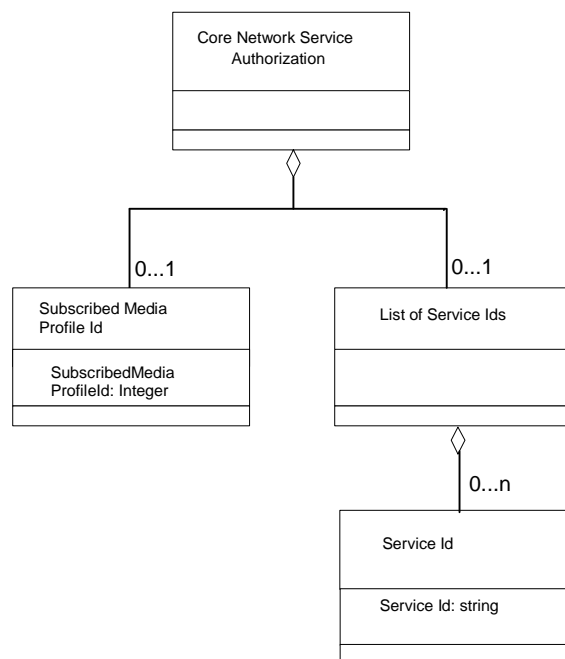 Core Network Service
Authorization
0...1
0...1
Subscribed Media
Profile Id
List of Service Ids
SubscribedMedia
ProfileId: Integer
0...n
Service Id
Service Id: string